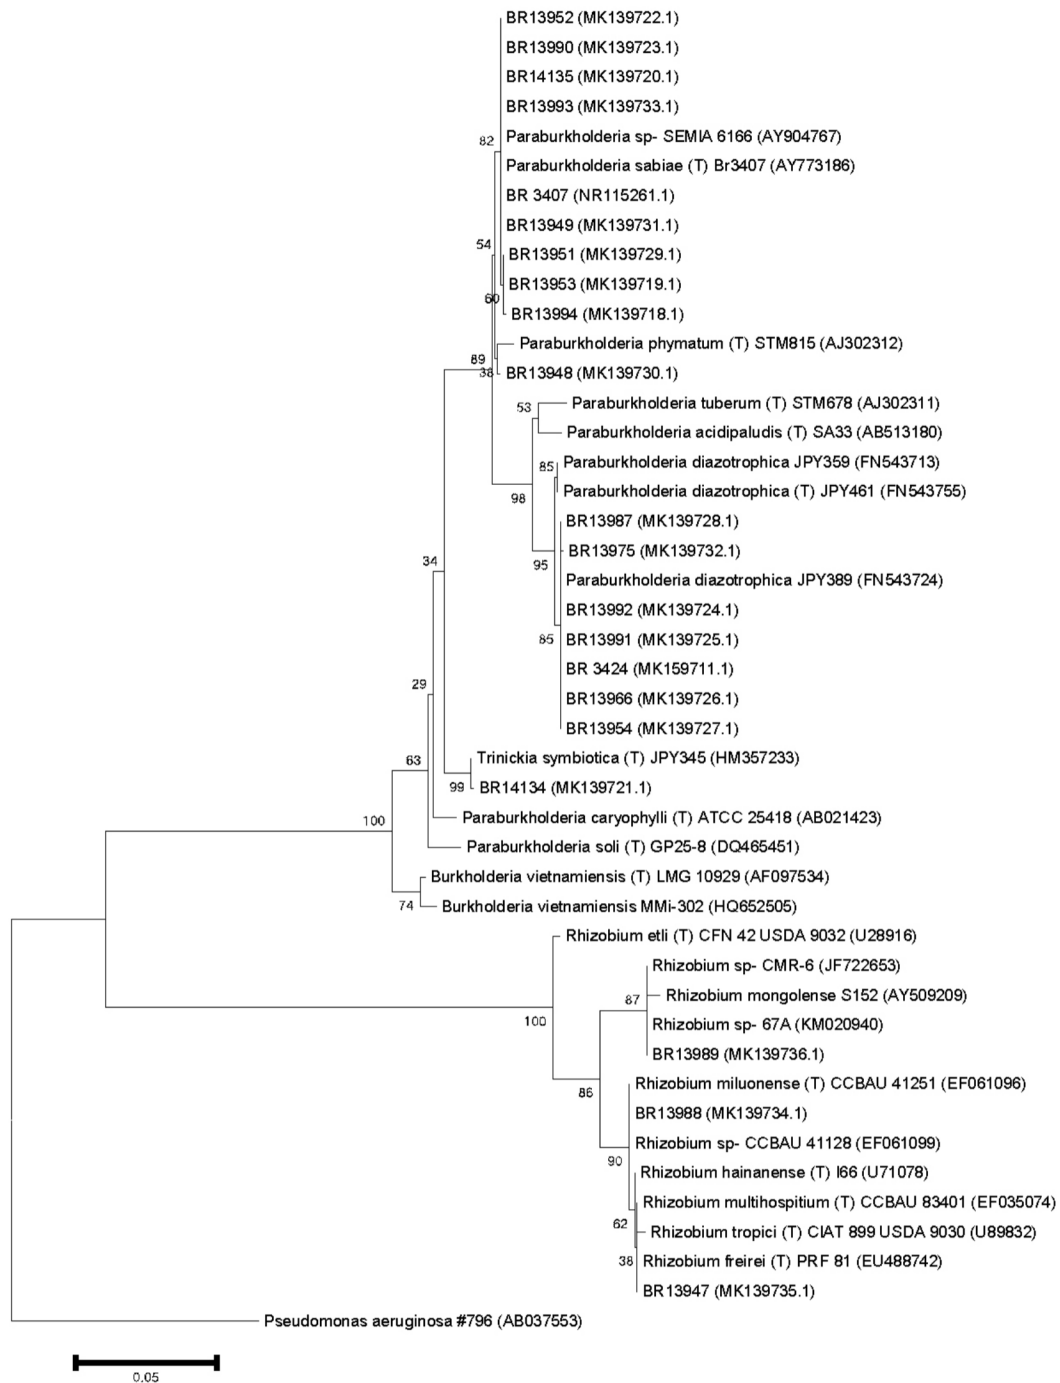 BR13952 (MK139722.1)
BR13990 (MK139723.1)
BR14135 (MK139720.1)
BR13993 (MK139733.1)
Paraburkholderia sp- SEMIA 6166 (AY904767)
82
Paraburkholderia sabiae (T) Br3407 (AY773186)
BR 3407 (NR115261.1)
BR13949 (MK139731.1)
54
BR13951 (MK139729.1)
BR13953 (MK139719.1)
60
BR13994 (MK139718.1)
Paraburkholderia phymatum (T) STM815 (AJ302312)
89
38
BR13948 (MK139730.1)
53
Paraburkholderia tuberum (T) STM678 (AJ302311)
Paraburkholderia acidipaludis (T) SA33 (AB513180)
85
Paraburkholderia diazotrophica JPY359 (FN543713)
Paraburkholderia diazotrophica (T) JPY461 (FN543755)
98
BR13987 (MK139728.1)
BR13975 (MK139732.1)
34
95
Paraburkholderia diazotrophica JPY389 (FN543724)
BR13992 (MK139724.1)
BR13991 (MK139725.1)
85
BR 3424 (MK159711.1)
29
BR13966 (MK139726.1)
BR13954 (MK139727.1)
63
Trinickia symbiotica (T) JPY345 (HM357233)
99
BR14134 (MK139721.1)
100
Paraburkholderia caryophylli (T) ATCC 25418 (AB021423)
Paraburkholderia soli (T) GP25-8 (DQ465451)
Burkholderia vietnamiensis (T) LMG 10929 (AF097534)
74
Burkholderia vietnamiensis MMi-302 (HQ652505)
Rhizobium etli (T) CFN 42 USDA 9032 (U28916)
Rhizobium sp- CMR-6 (JF722653)
87
Rhizobium mongolense S152 (AY509209)
100
Rhizobium sp- 67A (KM020940)
BR13989 (MK139736.1)
86
Rhizobium miluonense (T) CCBAU 41251 (EF061096)
BR13988 (MK139734.1)
Rhizobium sp- CCBAU 41128 (EF061099)
90
Rhizobium hainanense (T) I66 (U71078)
Rhizobium multihospitium (T) CCBAU 83401 (EF035074)
62
Rhizobium tropici (T) CIAT 899 USDA 9030 (U89832)
38
Rhizobium freirei (T) PRF 81 (EU488742)
BR13947 (MK139735.1)
Pseudomonas aeruginosa #796 (AB037553)
0.05